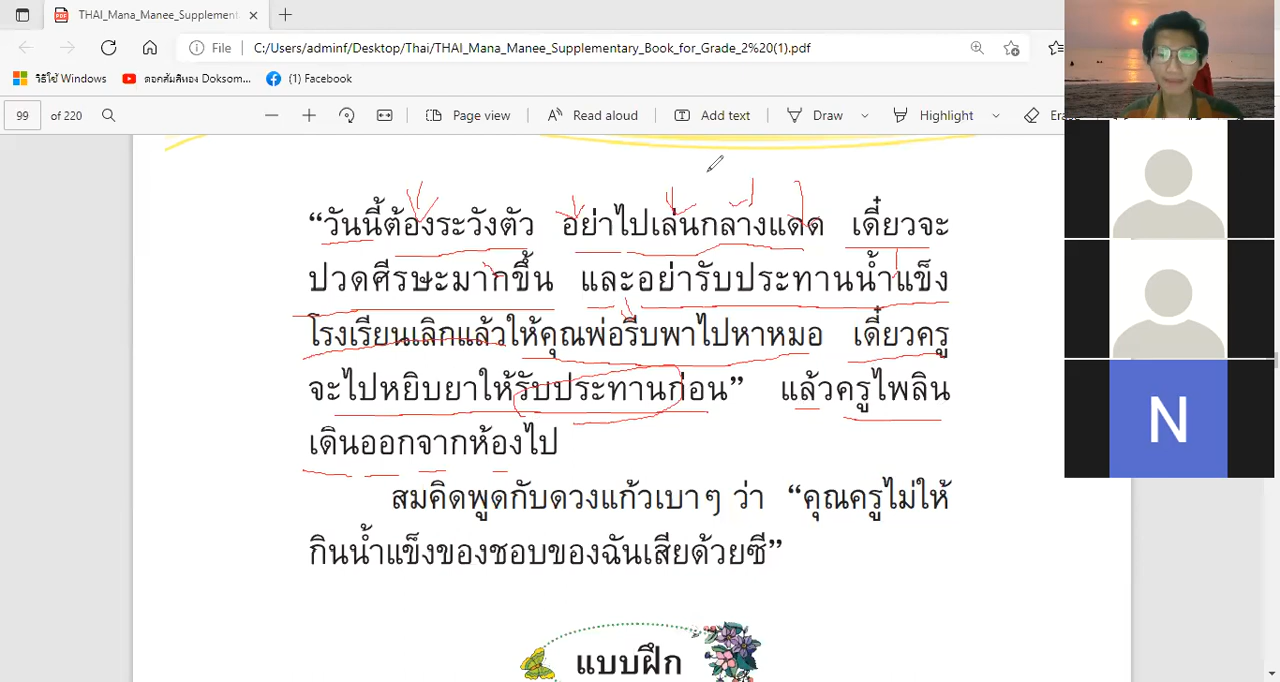 THAI_Mana_Manee_Supplement
File C:/Users/adminf/Desktop/Thai/THAI_Mana_Manee_Supplementary_Book_for_Grade_2%20(1).pdf
วิธีใช้ Windows ดอกส้มสีทอง Doksom... (1) Facebook
99 of 220 Page view Read aloud Add text Draw Highlight
“วันนี้ต้องระวังตัว อย่าไปเล่นกลางแดด เดี๋ยวจะ
ปวดศีรษะมากขึ้น และอย่ารับประทานน้ำแข็ง
โรงเรียนเลิกแล้วให้คุณพ่อรีบพาไปหาหมอ เดี๋ยวครู
จะไปหยิบยาให้รับประทานก่อน” แล้วครูไพลิน
เดินออกจากห้องไป
สมคิดพูดกับดวงแก้วเบาๆ ว่า “คุณครูไม่ให้
กินน้ำแข็งของชอบของฉันเสียด้วยซี”
แบบฝึก
N